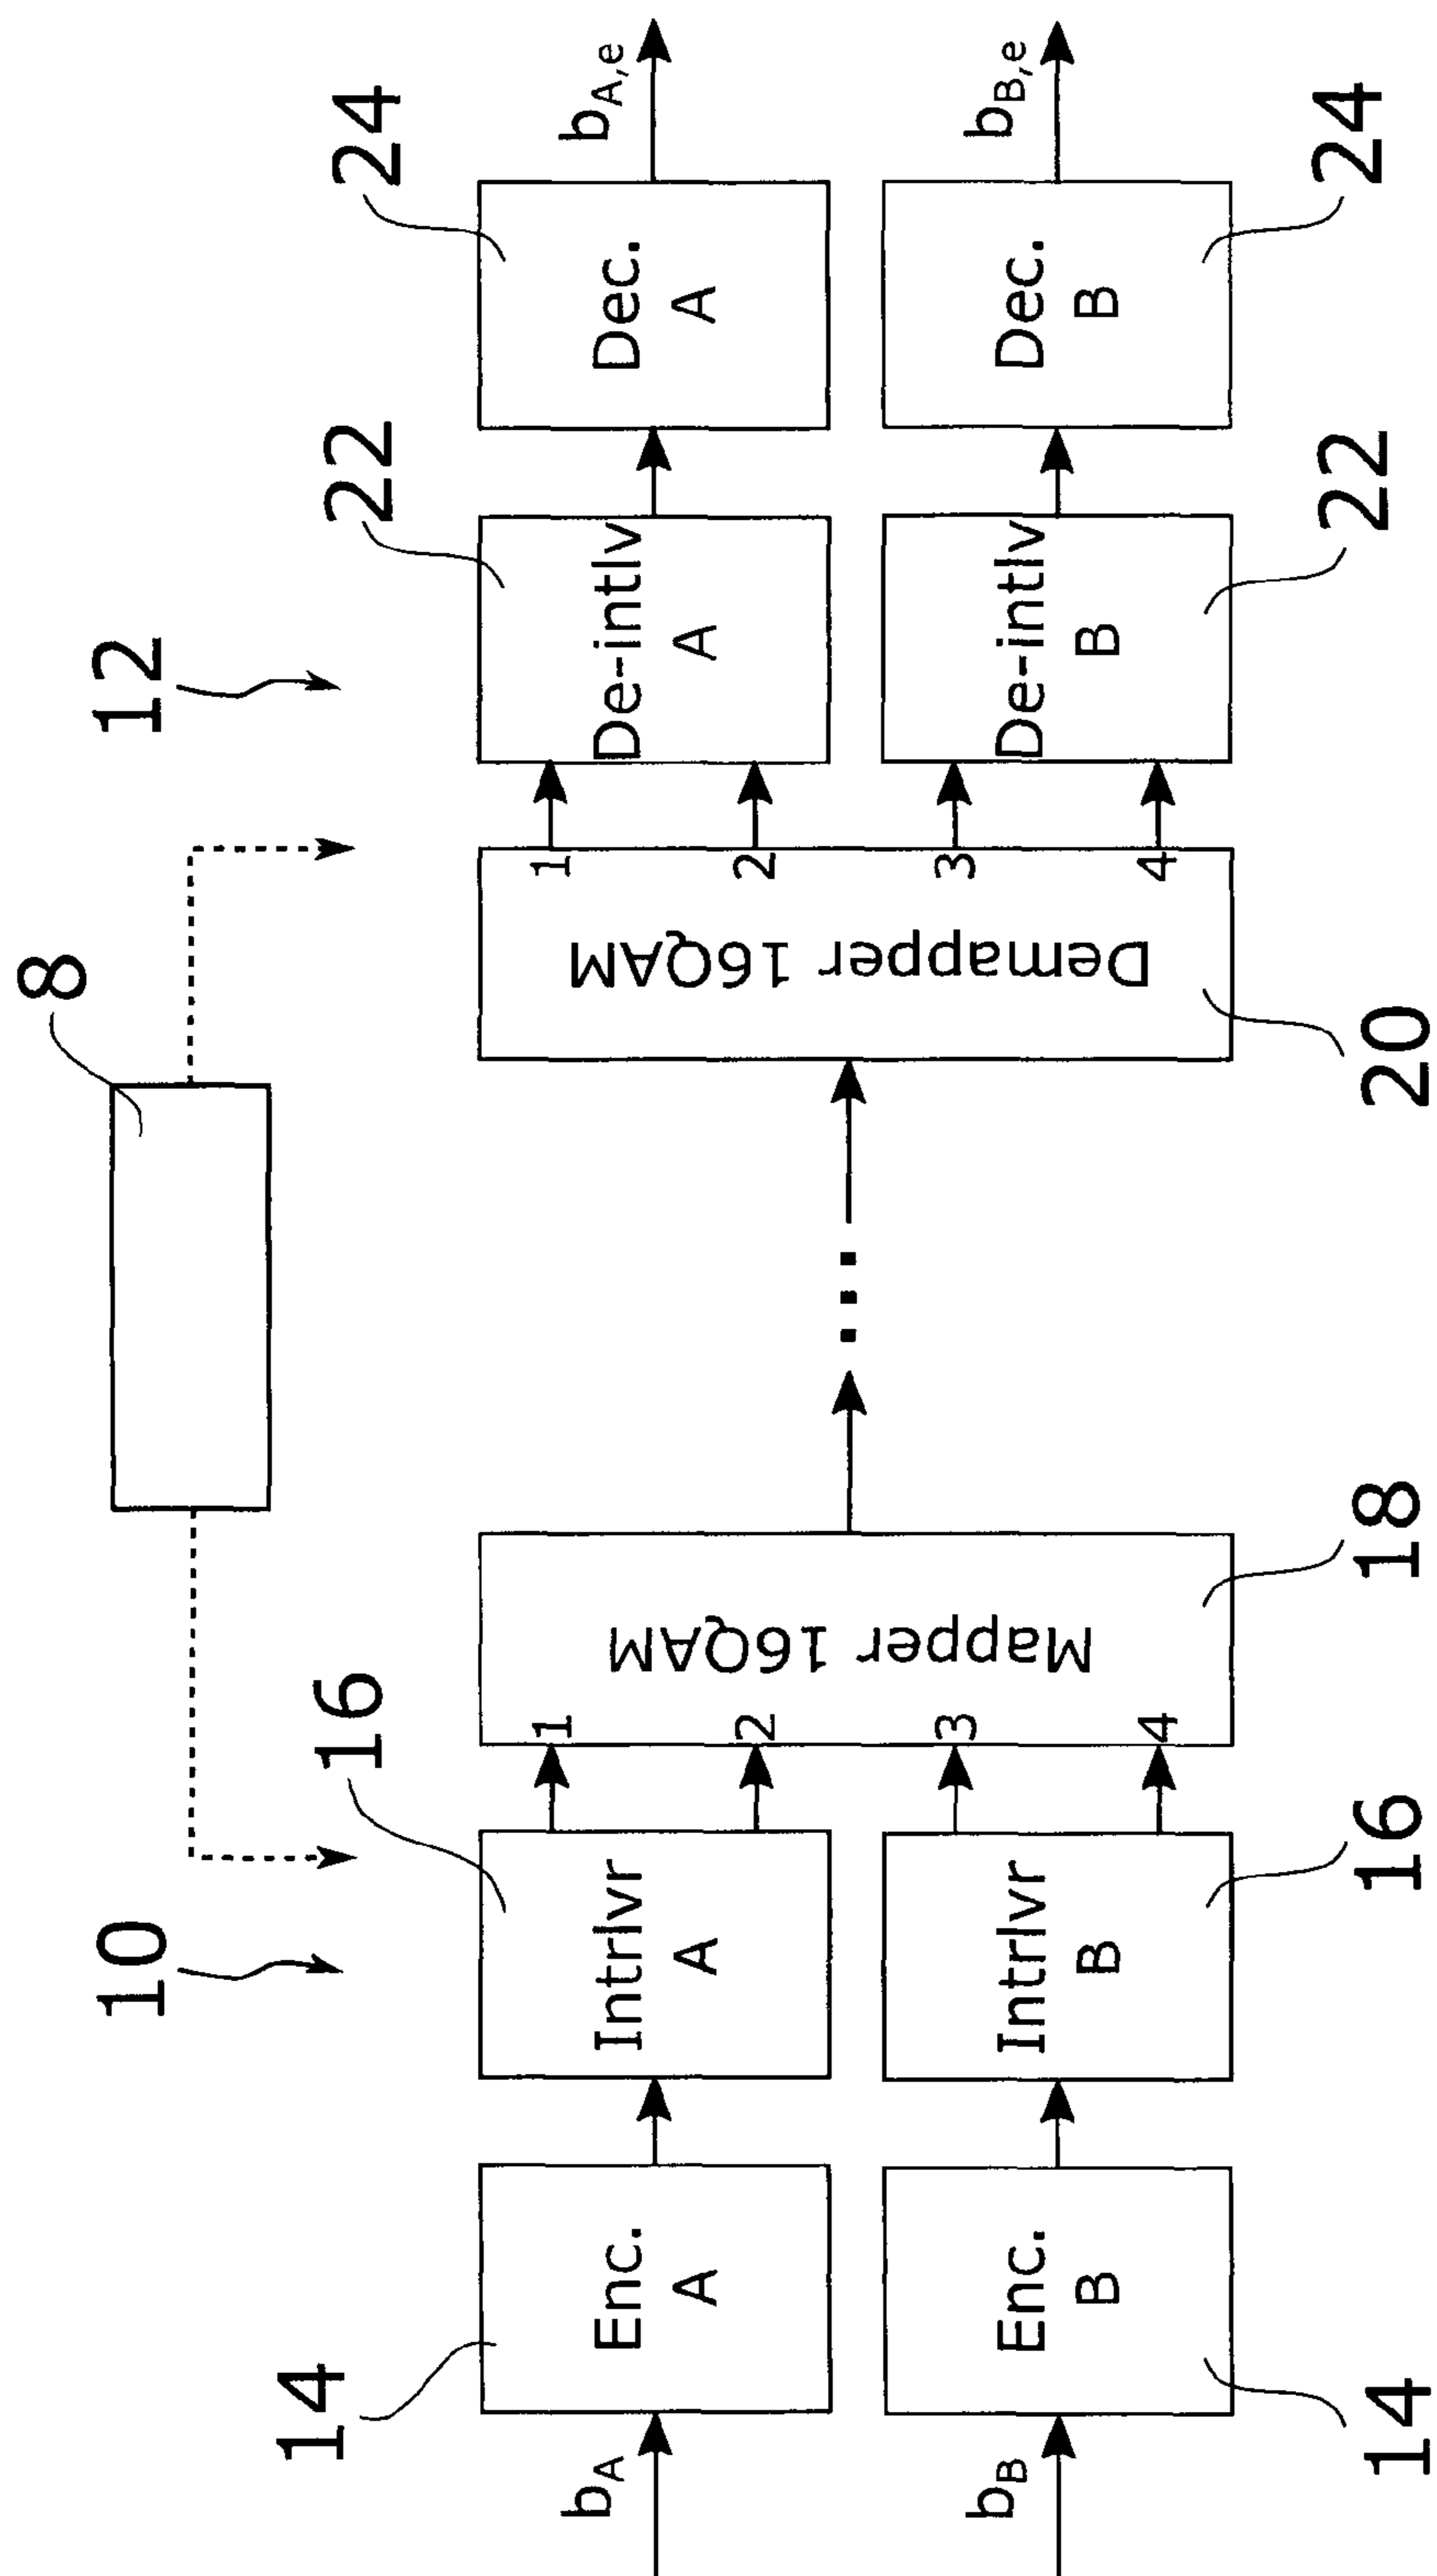 8
10
12
14
16
22
24
b_A
Enc.
A
Intrlvr
A
1
2
3
4
Mapper 16QAM
...
Demapper 16QAM
1
2
3
4
De-intlv
A
Dec.
A
b_A,e
b_B
Enc.
B
Intrlvr
B
De-intlv
B
Dec.
B
b_B,e
14
16
18
20
22
24